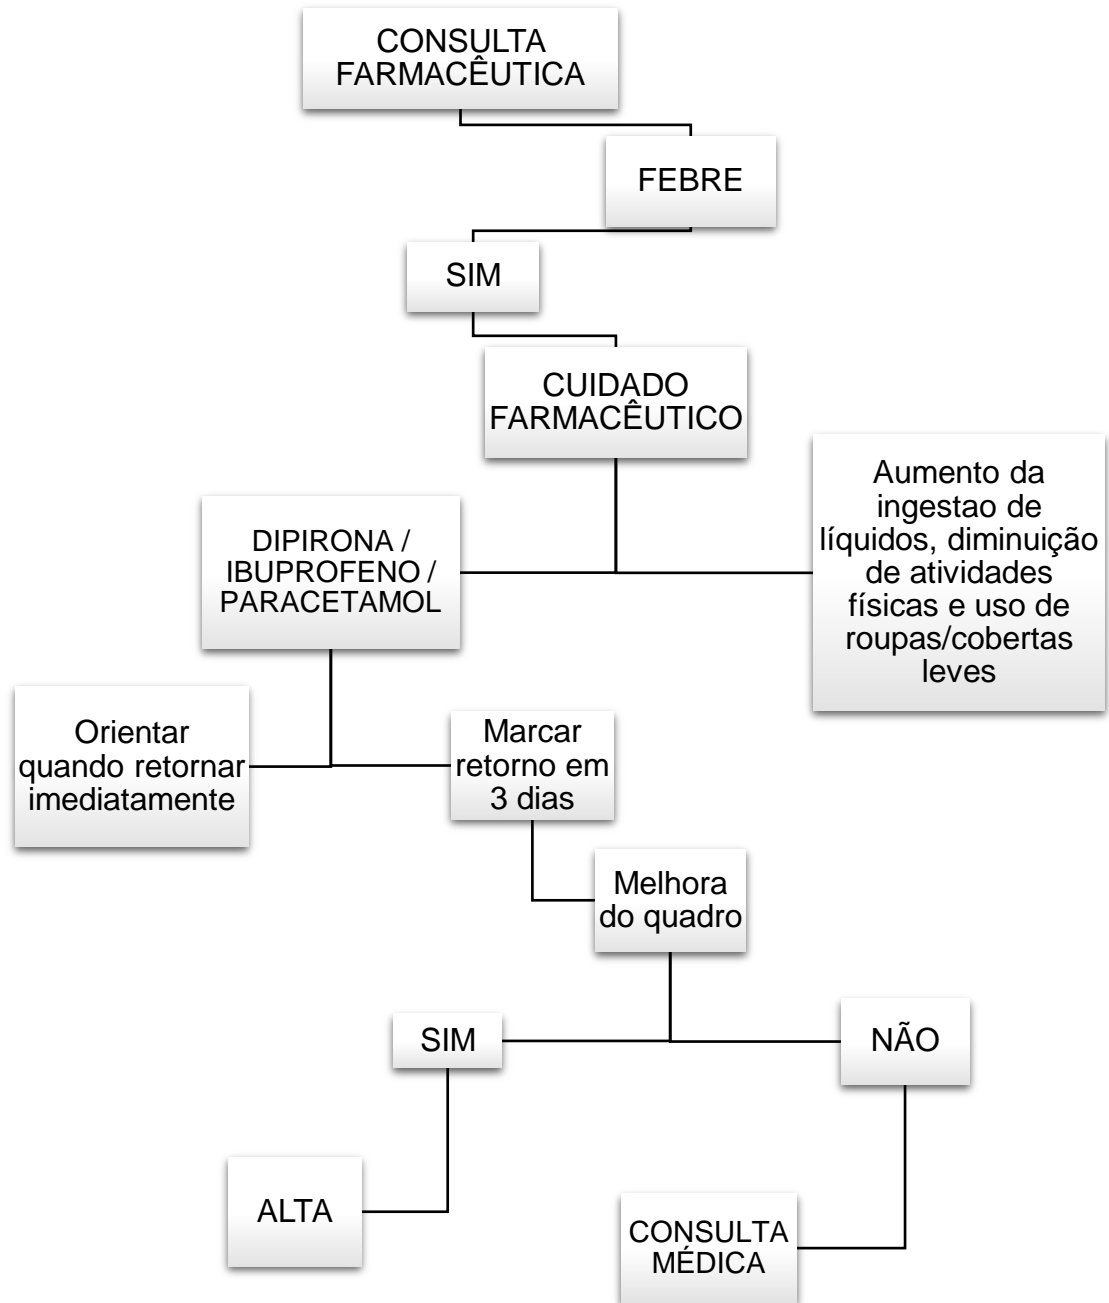 CONSULTA
FARMACÊUTICA
FEBRE
SIM
CUIDADO
FARMACÊUTICO
Aumento da
ingestao de
líquidos, diminuição
de atividades
físicas e uso de
roupas/cobertas
leves
DIPIRONA /
IBUPROFENO /
PARACETAMOL
Orientar
quando retornar
imediatamente
Marcar
retorno em
3 dias
Melhora
do quadro
SIM
NÃO
ALTA
CONSULTA
MÉDICA